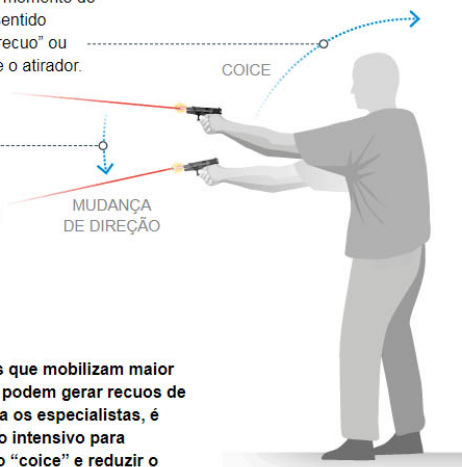 momento do
sentido
recuo” ou
e o atirador.
COICE
MUDANÇA
DE DIREÇÃO
s que mobilizam maior
podem gerar recuos de
a os especialistas, é
o intensivo para
o “coice” e reduzir o